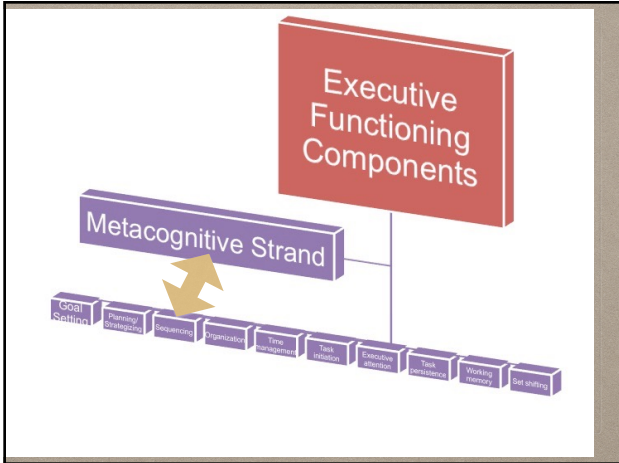 Executive
Functioning
Components
Metacognitive Strand
Goal
Setting
Planning/
Strategizing
Sequencing
Organization
Time
management
Task
initiation
Executive
attention
Task
persistence
Working
memory
Set shifting